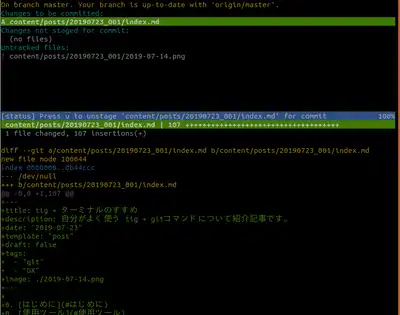 On branch master. Your branch is up-to-date with 'origin/master'.
Changes to be committed:
A content/posts/20190723_001/index.md
Changes not staged for commit:
(no files)
Untracked files:
? content/posts/20190723_001/2019-07-14.png
[status] Press u to unstage 'content/posts/20190723_001/index.md' for commit 100%
content/posts/20190723_001/index.md | 107 ++++++++++++++++++++++++++++++++++
1 file changed, 107 insertions(+)
diff --git a/content/posts/20190723_001/index.md b/content/posts/20190723_001/index.md
new file mode 100644
--- /dev/null
+++ b/content/posts/20190723_001/index.md
@@ -0,0 +1,107 @@
+---
+title: tig + ターミナルのすすめ
+description: 自分がよく使う tig + gitコマンドについて紹介記事です。
+date: "2019-07-23"
+template: "post"
+draft: false
+tags:
+ - "git"
+ - "DX"
+image: ./2019-07-14.png
+---
+
+0. [はじめに](#はじめに)
+0. [使用ツール](#使用ツール)